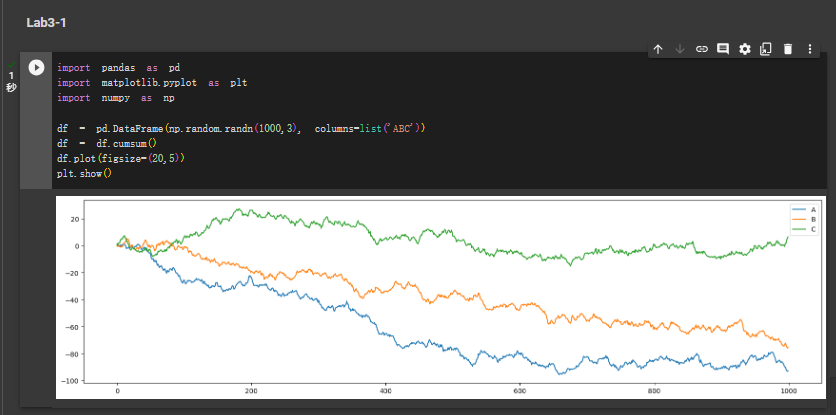 Lab3-1
1
秒
import pandas as pd
import matplotlib.pyplot as plt
import numpy as np
df = pd.DataFrame(np.random.randn(1000,3), columns=list('ABC'))
df = df.cumsum()
df.plot(figsize=(20,5))
plt.show()
A
B
C
20
0
−20
−40
−60
−80
−100
0
200
400
600
800
1000